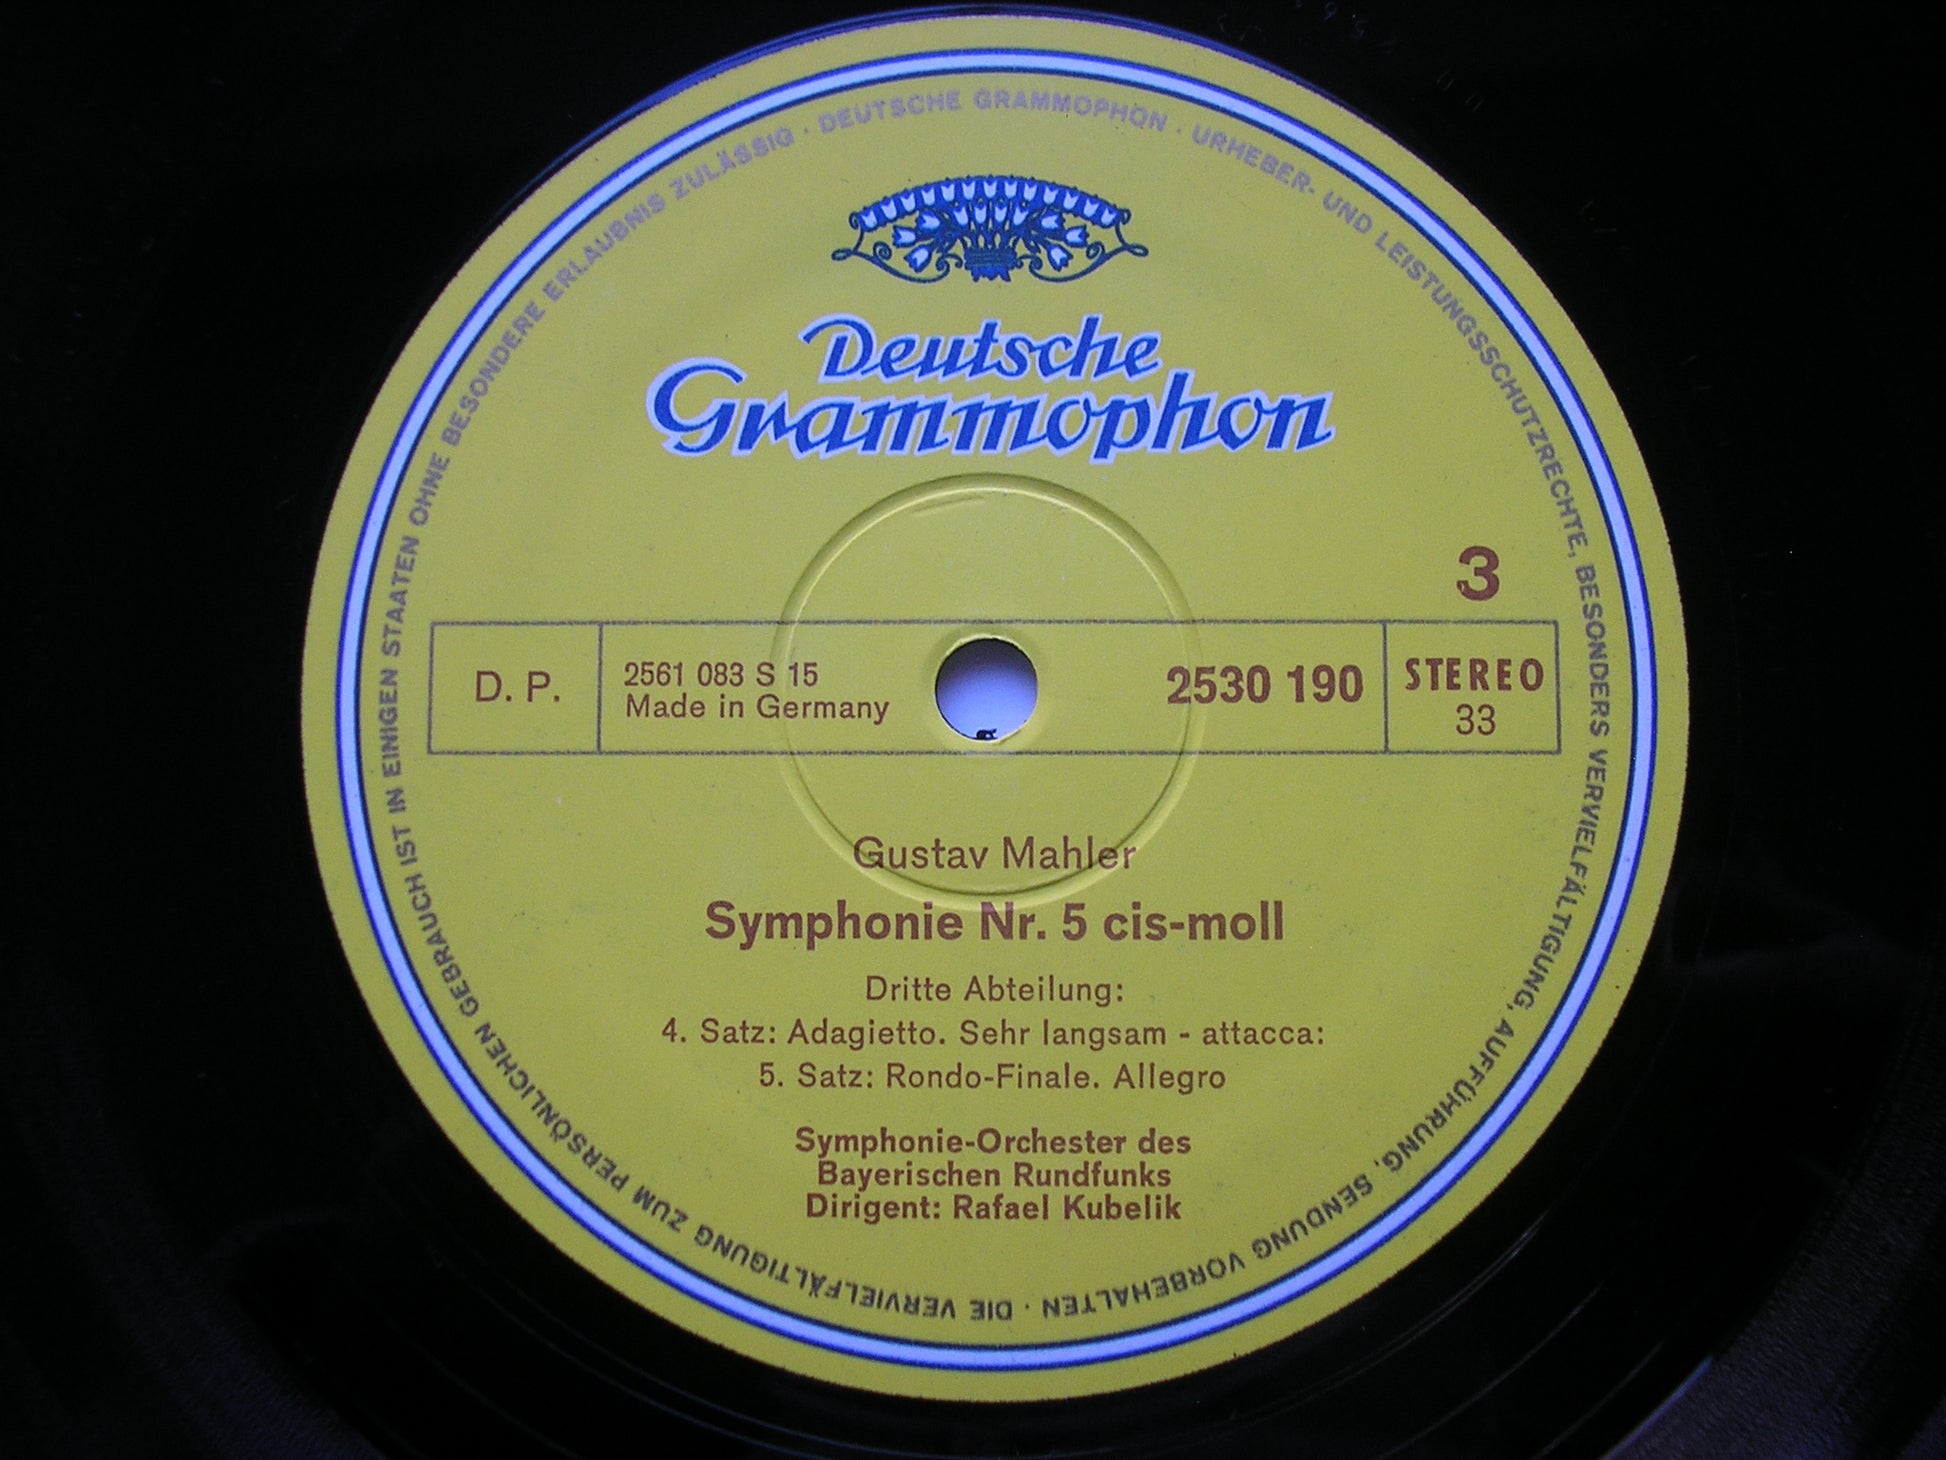 DEUTSCHE GRAMMOPHON · URHEBER- UND LEISTUNGSSCHUTZRECHTE, BESONDERS VERVIELFÄLTIGUNG, AUFFÜHRUNG, SENDUNG VORBEHALTEN · DIE VERVIELFÄLTIGUNG ZUM PERSÖNLICHEN GEBRAUCH IST IN EINIGEN STAATEN OHNE BESONDERE ERLAUBNIS ZULÄSSIG ·
Deutsche
Grammophon
3
D. P.
2561 083 S 15
Made in Germany
2530 190
STEREO
33
Gustav Mahler
Symphonie Nr. 5 cis-moll
Dritte Abteilung:
4. Satz: Adagietto. Sehr langsam - attacca:
5. Satz: Rondo-Finale. Allegro
Symphonie-Orchester des
Bayerischen Rundfunks
Dirigent: Rafael Kubelik